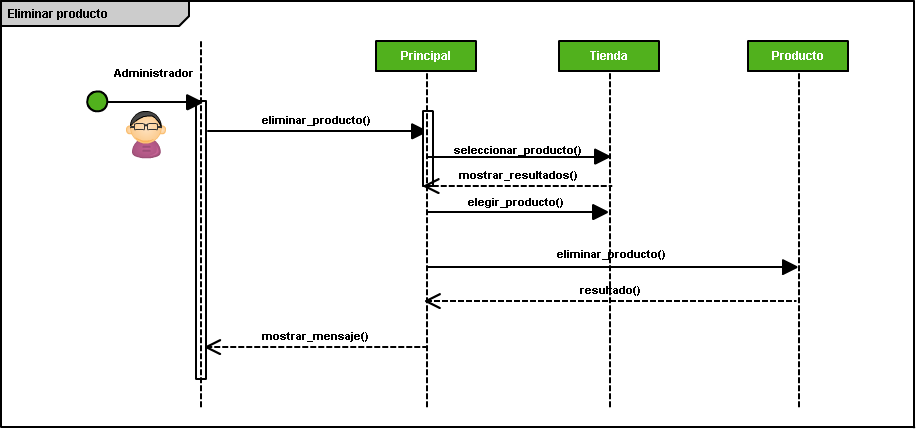 Eliminar producto
Principal
Tienda
Producto
Administrador
eliminar_producto()
seleccionar_producto()
mostrar_resultados()
elegir_producto()
eliminar_producto()
resultado()
mostrar_mensaje()